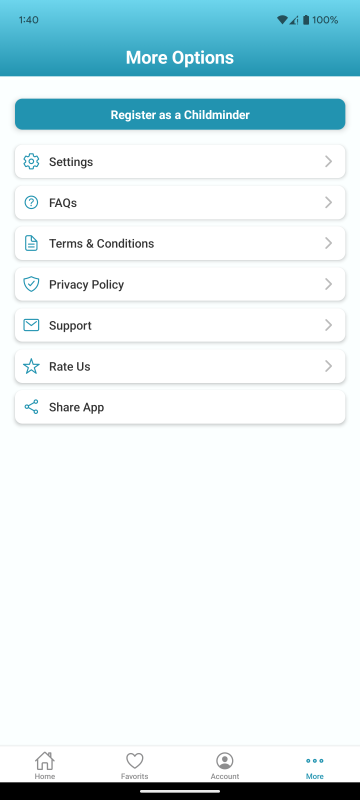 1:40
100%
More Options
Register as a Childminder
Settings
FAQs
Terms & Conditions
Privacy Policy
Support
Rate Us
Share App
Home
Favorits
Account
More